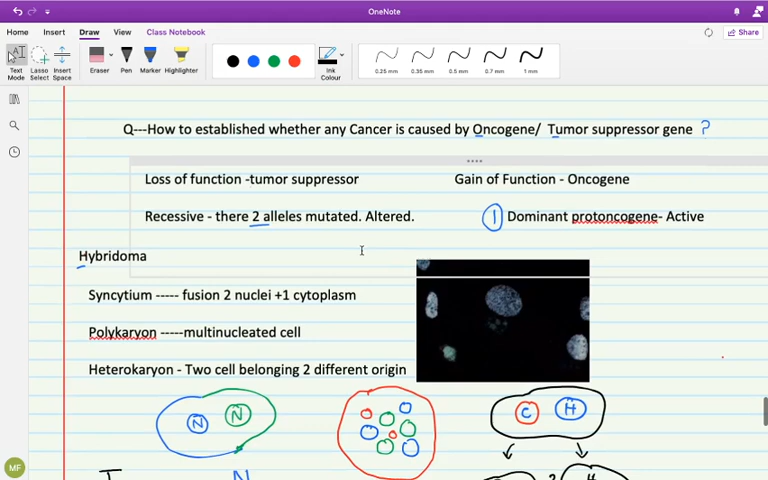 OneNote
Home Insert Draw View Class Notebook
Share
Text Mode
Lasso Select
Insert Space
Eraser
Pen
Marker
Highlighter
Ink Colour
0.25 mm
0.35 mm
0.5 mm
0.7 mm
1 mm
Q---How to established whether any Cancer is caused by Oncogene/ Tumor suppressor gene ?
Loss of function -tumor suppressor
Gain of Function - Oncogene
Recessive - there 2 alleles mutated. Altered.
1 Dominant protoncogene- Active
Hybridoma
Syncytium ----- fusion 2 nuclei +1 cytoplasm
Polykaryon -----multinucleated cell
Heterokaryon - Two cell belonging 2 different origin
N N
C H
MF